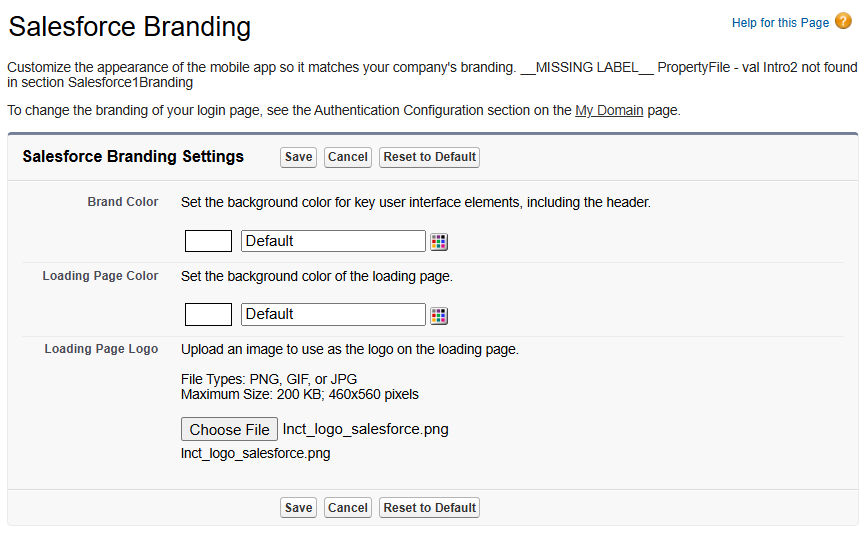 Salesforce Branding
Help for this Page
Customize the appearance of the mobile app so it matches your company's branding. __MISSING LABEL__ PropertyFile - val Intro2 not found
in section Salesforce1Branding
To change the branding of your login page, see the Authentication Configuration section on the My Domain page.
Salesforce Branding Settings Save Cancel Reset to Default
Brand Color Set the background color for key user interface elements, including the header.
Default
Loading Page Color Set the background color of the loading page.
Default
Loading Page Logo Upload an image to use as the logo on the loading page.
File Types: PNG, GIF, or JPG
Maximum Size: 200 KB; 460x560 pixels
Choose File lnct_logo_salesforce.png
lnct_logo_salesforce.png
Save Cancel Reset to Default